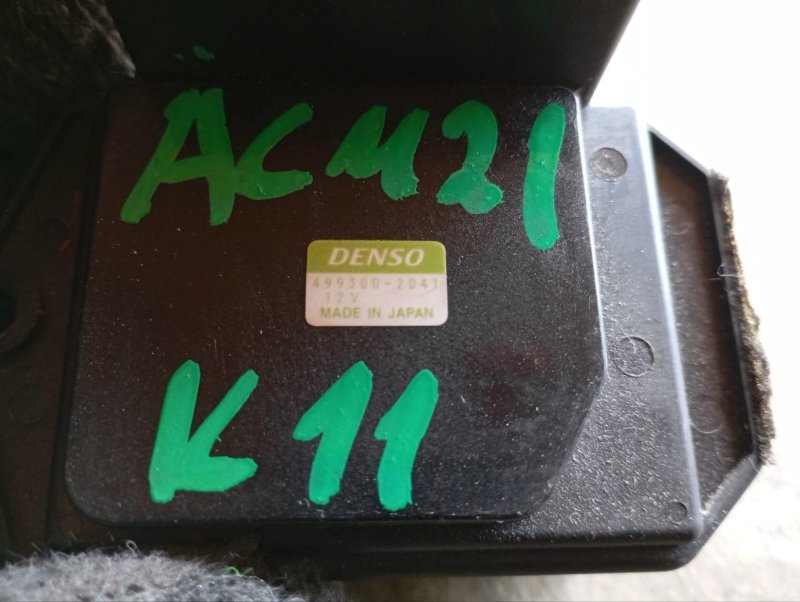 ACM21
DENSO
499300-2041
12V
MADE IN JAPAN
K11